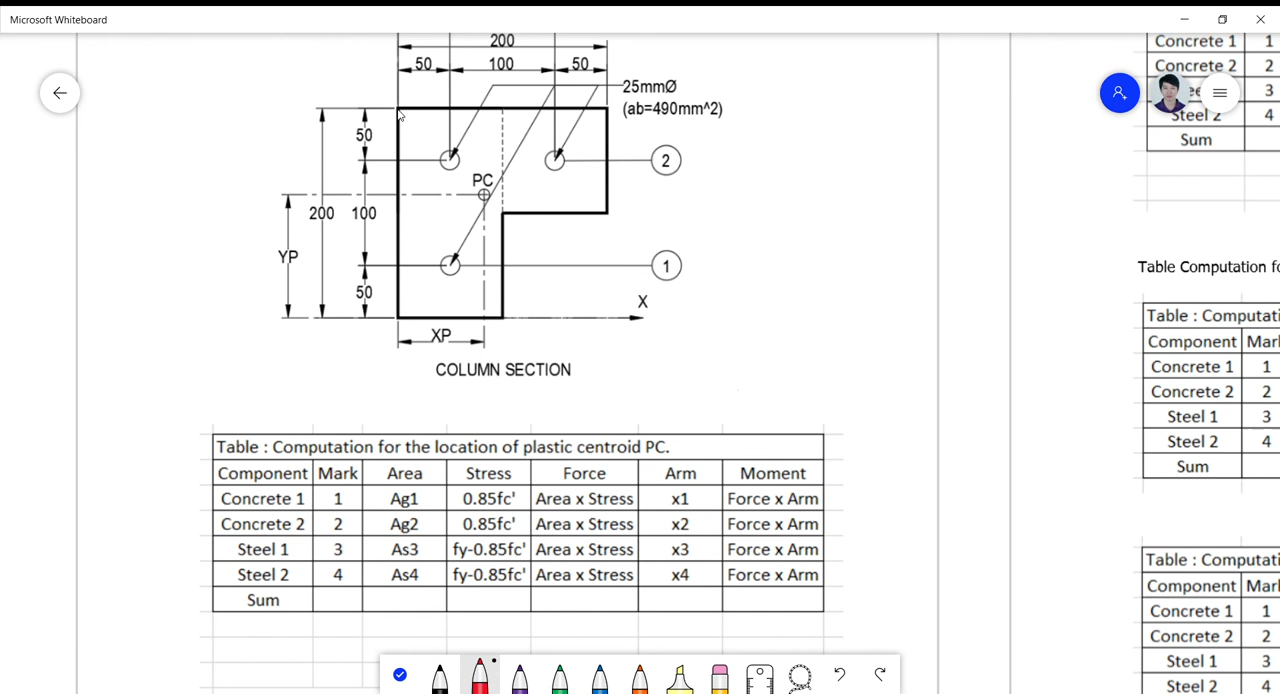 Microsoft Whiteboard
200
50 100 50
25mmØ
(ab=490mm^2)
50
2
PC
200 100
YP
1
50
X
XP
COLUMN SECTION
Table : Computation for the location of plastic centroid PC.
Component Mark Area Stress Force Arm Moment
Concrete 1 1 Ag1 0.85fc' Area x Stress x1 Force x Arm
Concrete 2 2 Ag2 0.85fc' Area x Stress x2 Force x Arm
Steel 1 3 As3 fy-0.85fc' Area x Stress x3 Force x Arm
Steel 2 4 As4 fy-0.85fc' Area x Stress x4 Force x Arm
Sum
Concrete 1 1
Concrete 2 2
3
Steel 2 4
Sum
Table Computation fo
Table : Computati
Component Mar
Concrete 1 1
Concrete 2 2
Steel 1 3
Steel 2 4
Sum
Table : Computati
Component Mar
Concrete 1 1
Concrete 2 2
Steel 1 3
Steel 2 4